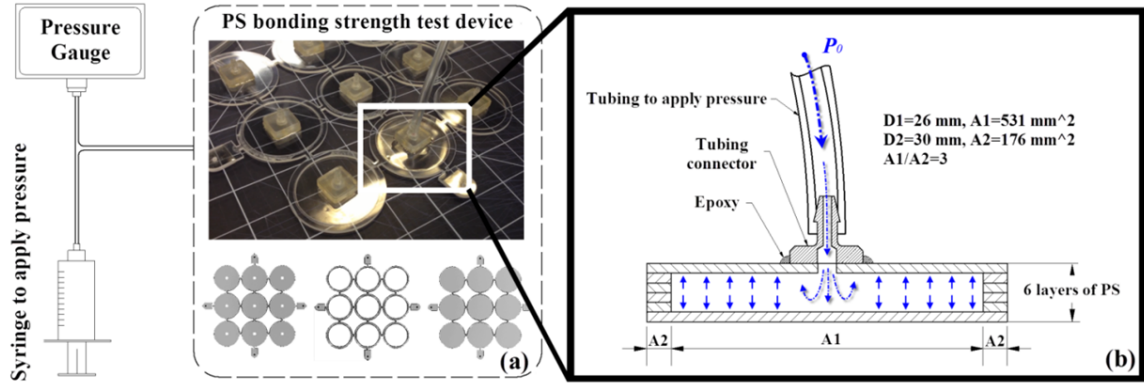 Pressure
Gauge
Syringe to apply pressure
PS bonding strength test device
(a)
P0
Tubing to apply pressure
D1=26 mm, A1=531 mm^2
D2=30 mm, A2=176 mm^2
A1/A2=3
Tubing
connector
Epoxy
6 layers of PS
A2
A1
A2
(b)